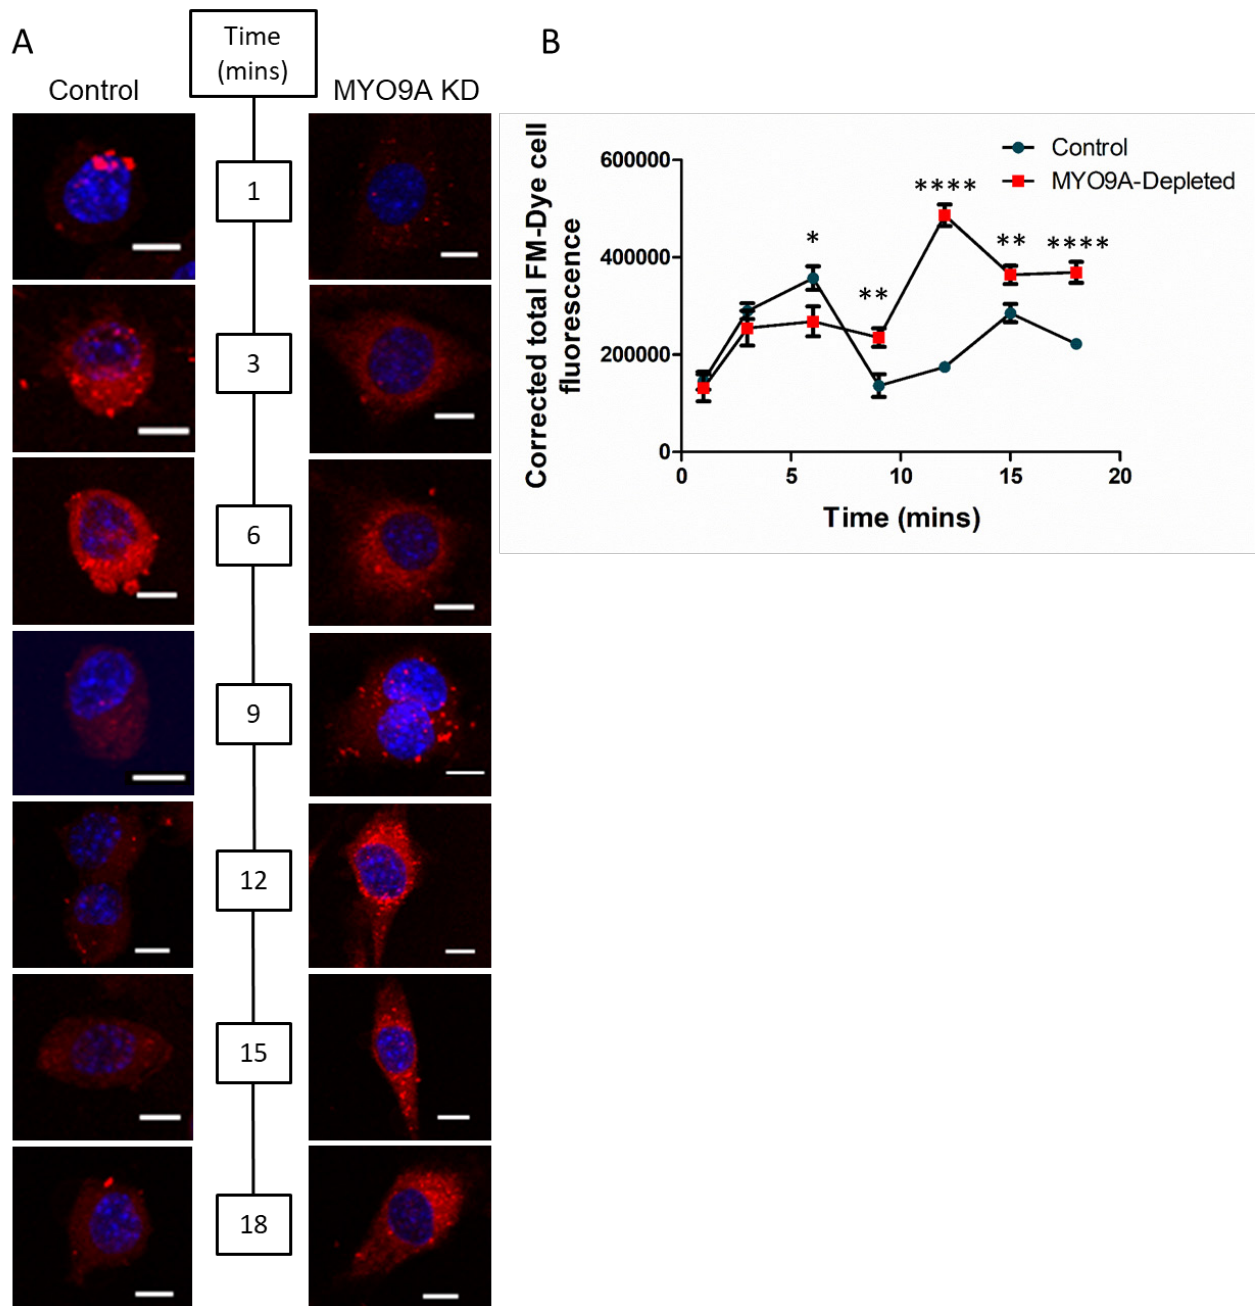 A
Time
(mins)
Control
MYO9A KD
1
3
6
9
12
15
18
B
Corrected total FM-Dye cell
fluorescence
600000
400000
200000
0
Control
MYO9A-Depleted
*
**
****
**
****
0
5
10
15
20
Time (mins)